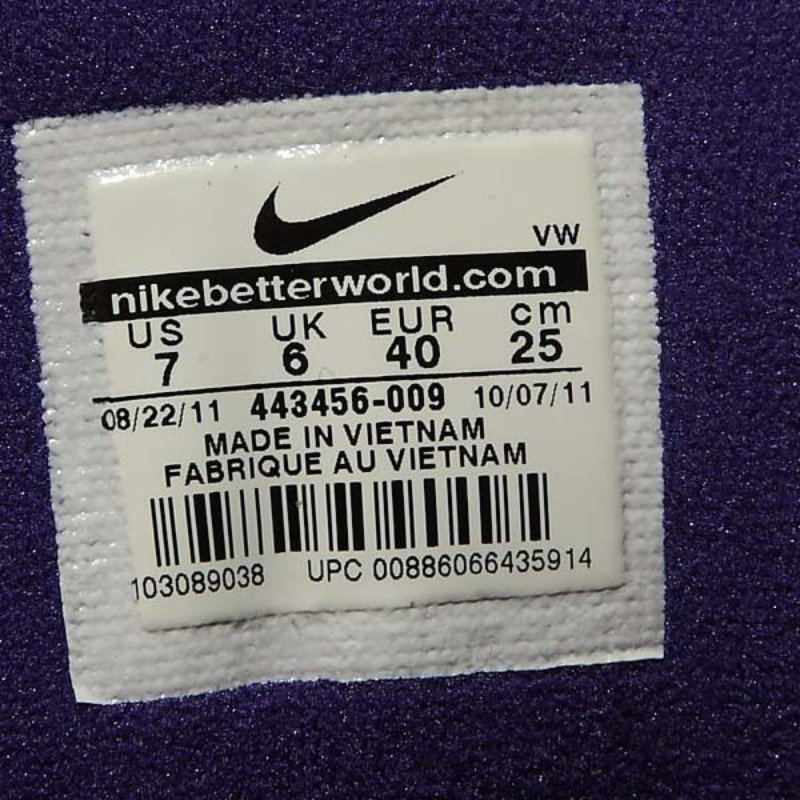 VW
nikebetterworld.com
US UK EUR cm
7 6 40 25
08/22/11 443456-009 10/07/11
MADE IN VIETNAM
FABRIQUE AU VIETNAM
103089038 UPC 00886066435914